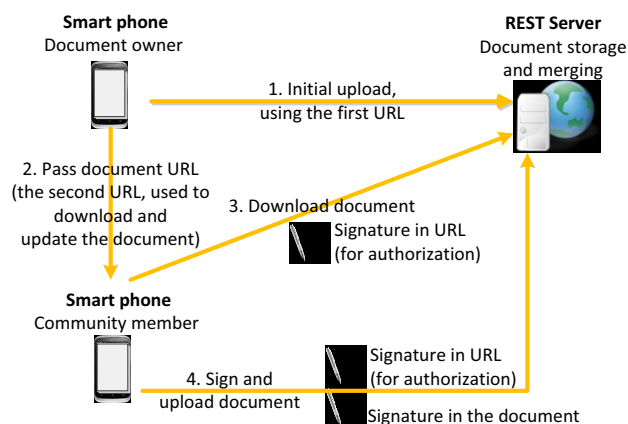 Smart phone
Document owner
REST Server
Document storage
and merging
1. Initial upload,
using the first URL
2. Pass document URL
(the second URL, used to
download and
update the document)
3. Download document
Signature in URL
(for authorization)
Smart phone
Community member
4. Sign and
upload document
Signature in URL
(for authorization)
Signature in the document